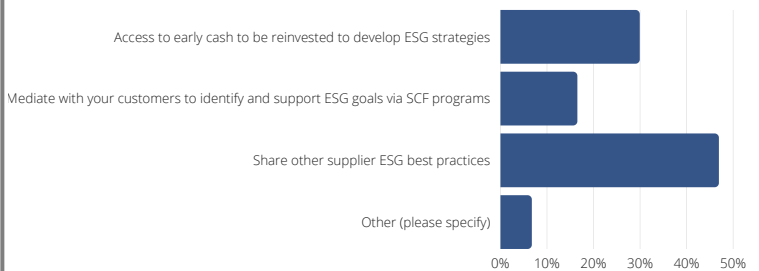 Access to early cash to be reinvested to develop ESG strategies
Mediate with your customers to identify and support ESG goals via SCF programs
Share other supplier ESG best practices
Other (please specify)
0% 10% 20% 30% 40% 50%